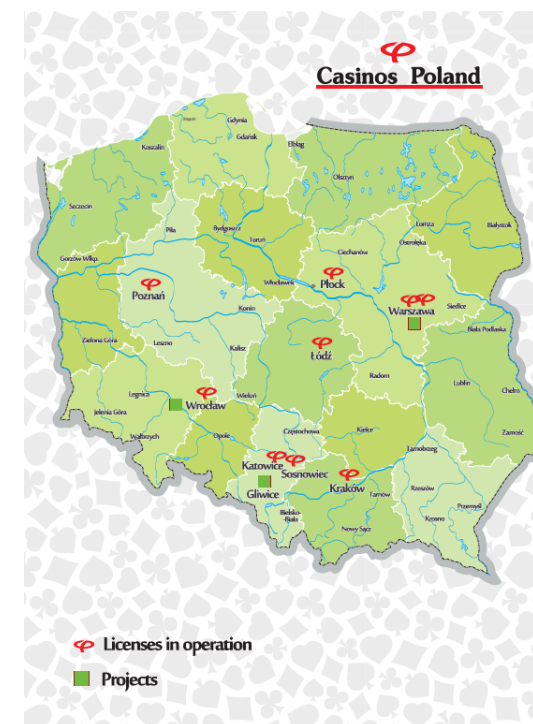 Casinos Poland
Gdynia
Gdańsk
Koszalin
Elbląg
Olsztyn
Szczecin
Piła
Bydgoszcz
Toruń
Łomża
Białystok
Ostrołęka
Gorzów Wlkp.
Ciechanów
Włocławek
Płock
Poznań
Konin
Warszawa
Siedlce
Biała Podlaska
Zielona Góra
Leszno
Kalisz
Łódź
Radom
Legnica
Wrocław
Wieluń
Lublin
Chełm
Jelenia Góra
Wałbrzych
Opole
Częstochowa
Kielce
Zamość
Tarnobrzeg
Katowice
Sosnowiec
Gliwice
Kraków
Tarnów
Rzeszów
Przemyśl
Bielsko-
Biała
Krosno
Nowy Sącz
Licenses in operation
Projects